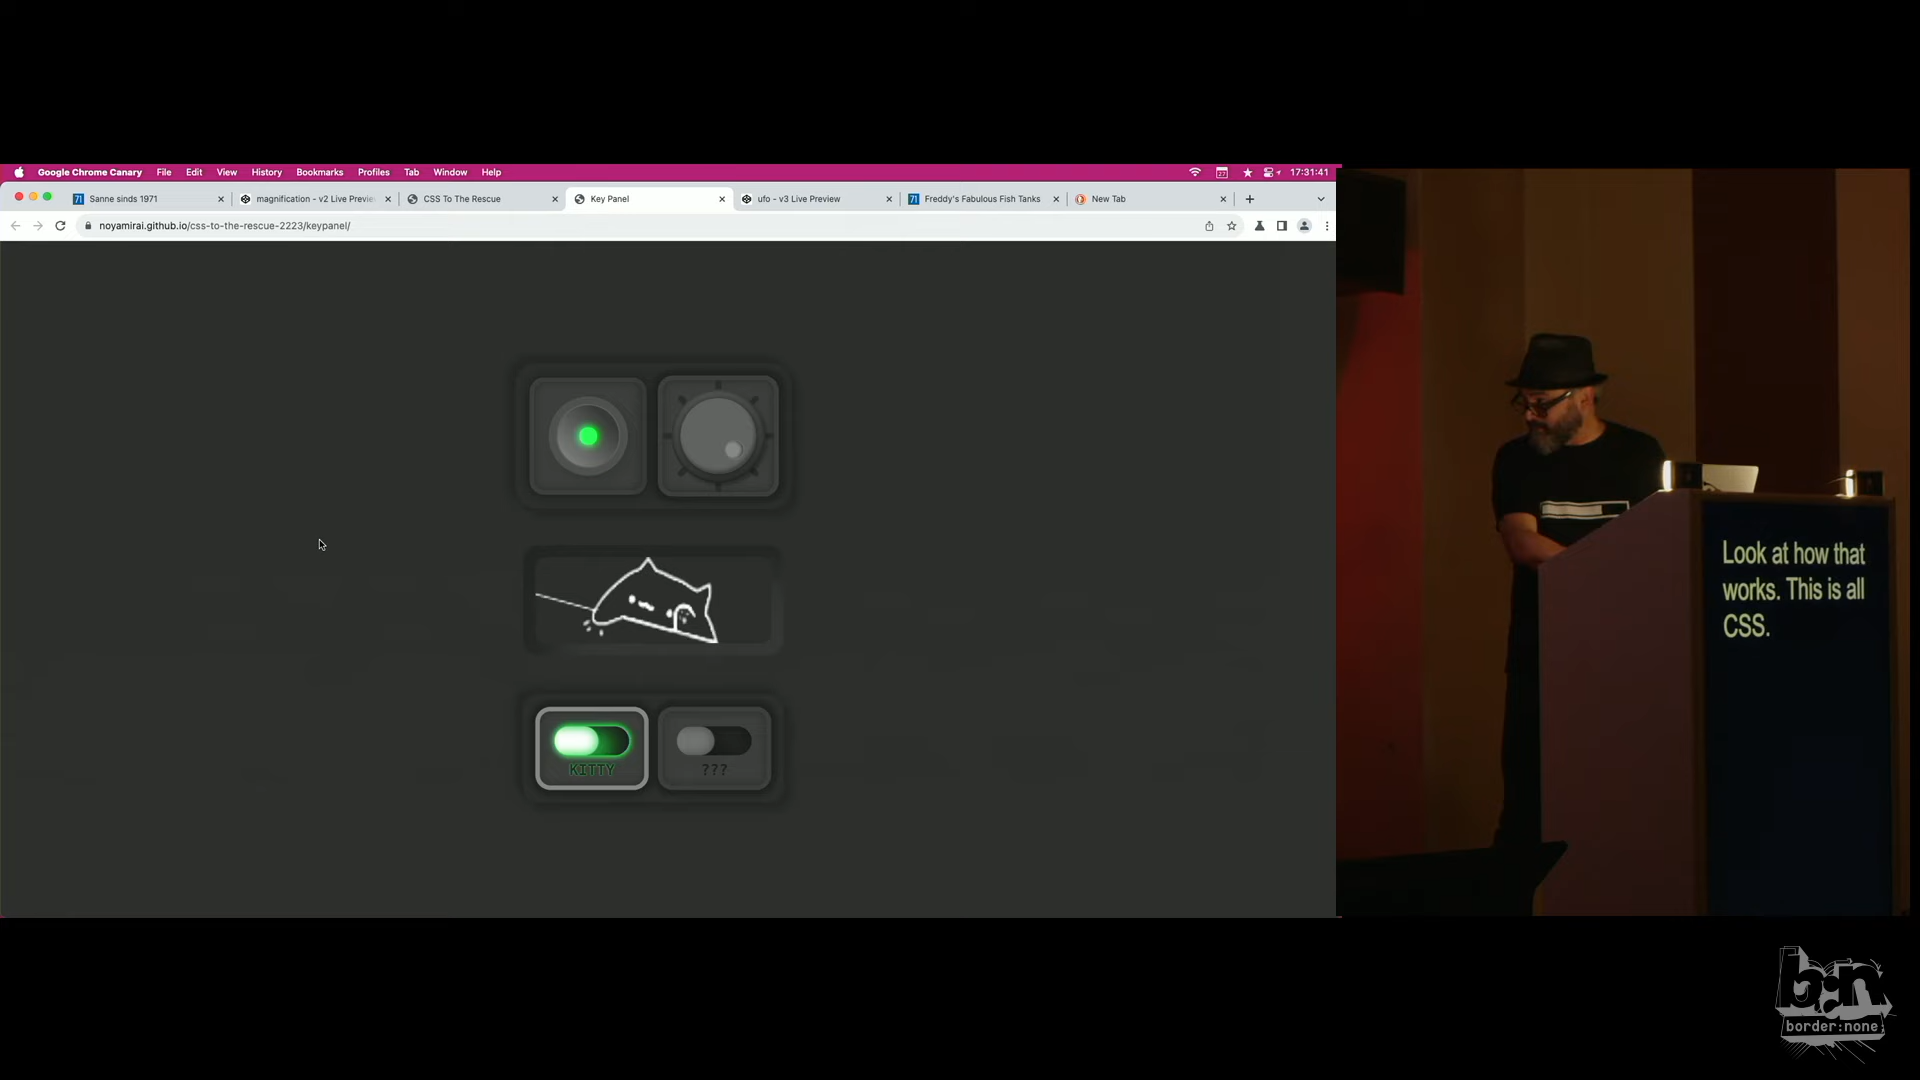 Google Chrome Canary File Edit View History Bookmarks Profiles Tab Window Help
27
17:31:41
71 Sanne sinds 1971
magnification - v2 Live Previe
CSS To The Rescue
Key Panel
ufo - v3 Live Preview
71 Freddy's Fabulous Fish Tanks
New Tab
noyamirai.github.io/css-to-the-rescue-2223/keypanel/
KITTY
???
Look at how that
works. This is all
CSS.
b:n
border:none;